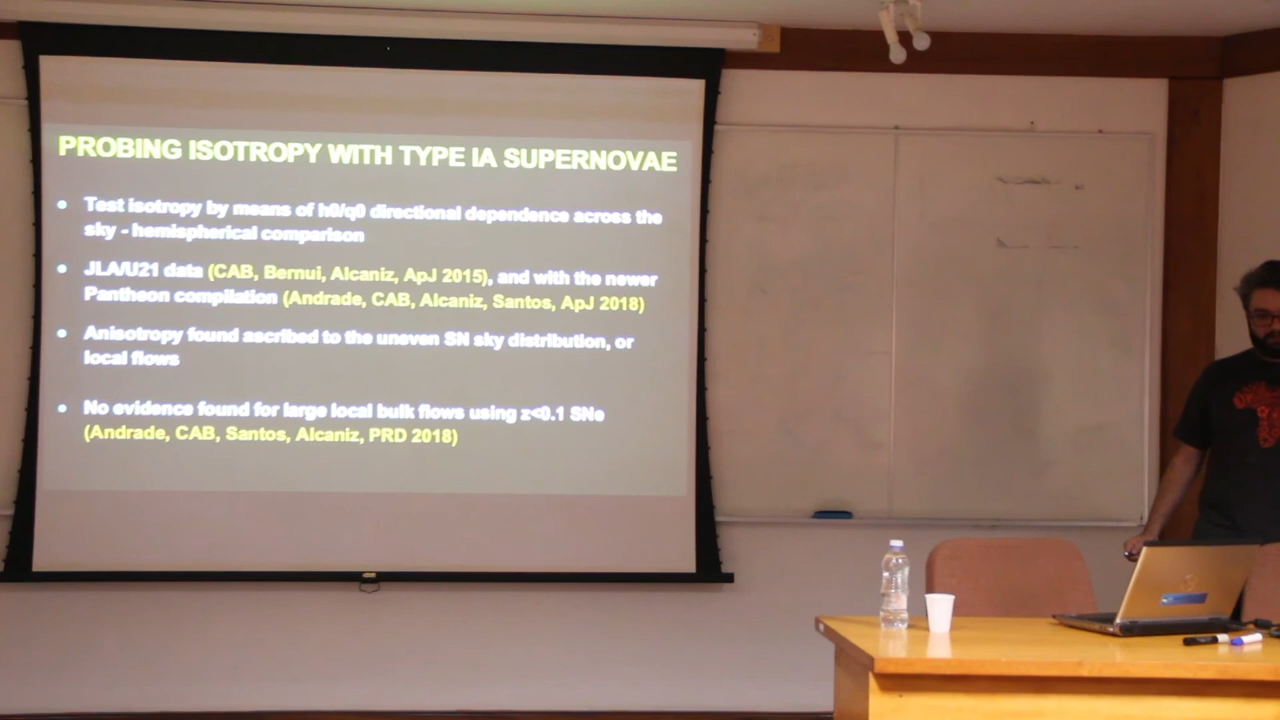 PROBING ISOTROPY WITH TYPE IA SUPERNOVAE
• Test isotropy by means of h0/q0 directional dependence across the
sky - hemispherical comparison
• JLA/U21 data (CAB, Bernui, Alcaniz, ApJ 2015), and with the newer
Pantheon compilation (Andrade, CAB, Alcaniz, Santos, ApJ 2018)
• Anisotropy found ascribed to the uneven SN sky distribution, or
local flows
• No evidence found for large local bulk flows using z<0.1 SNe
(Andrade, CAB, Santos, Alcaniz, PRD 2018)